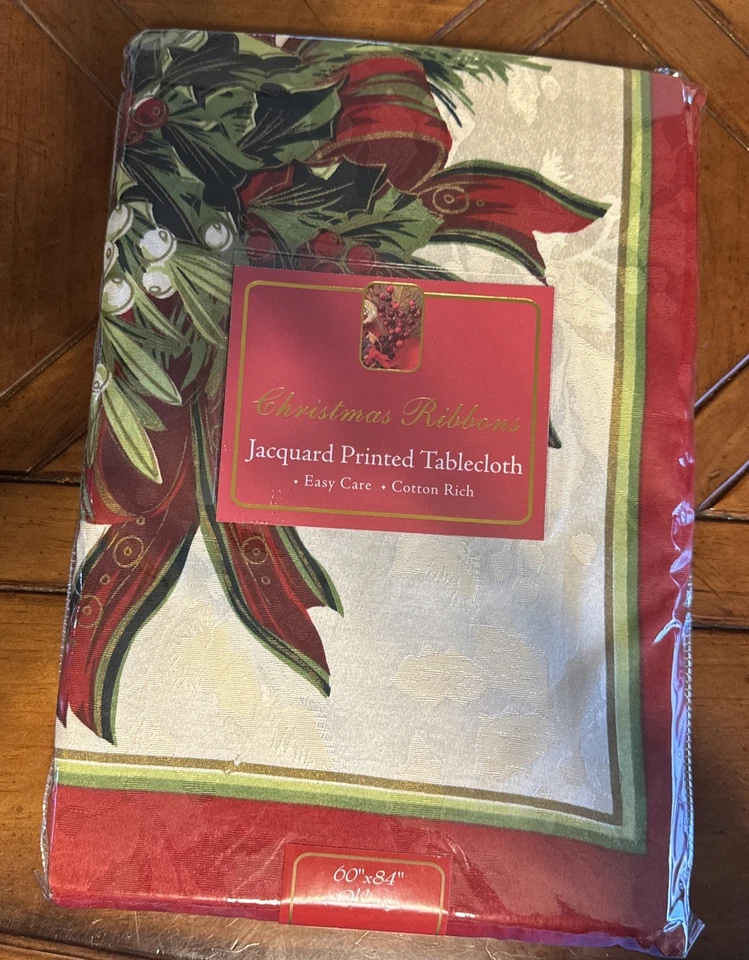 Christmas Ribbons
Jacquard Printed Tablecloth
• Easy Care • Cotton Rich
60"x84"